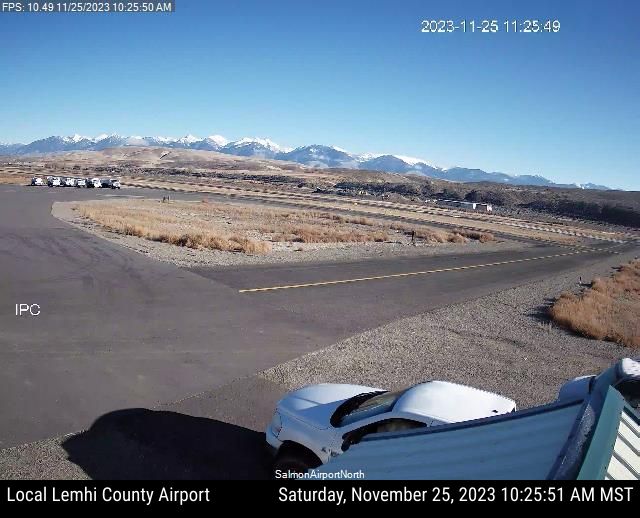 FPS: 10.49 11/25/2023 10:25:50 AM
2023-11-25 11:25:49
IPC
SalmonAirportNorth
Local Lemhi County Airport Saturday, November 25, 2023 10:25:51 AM MST